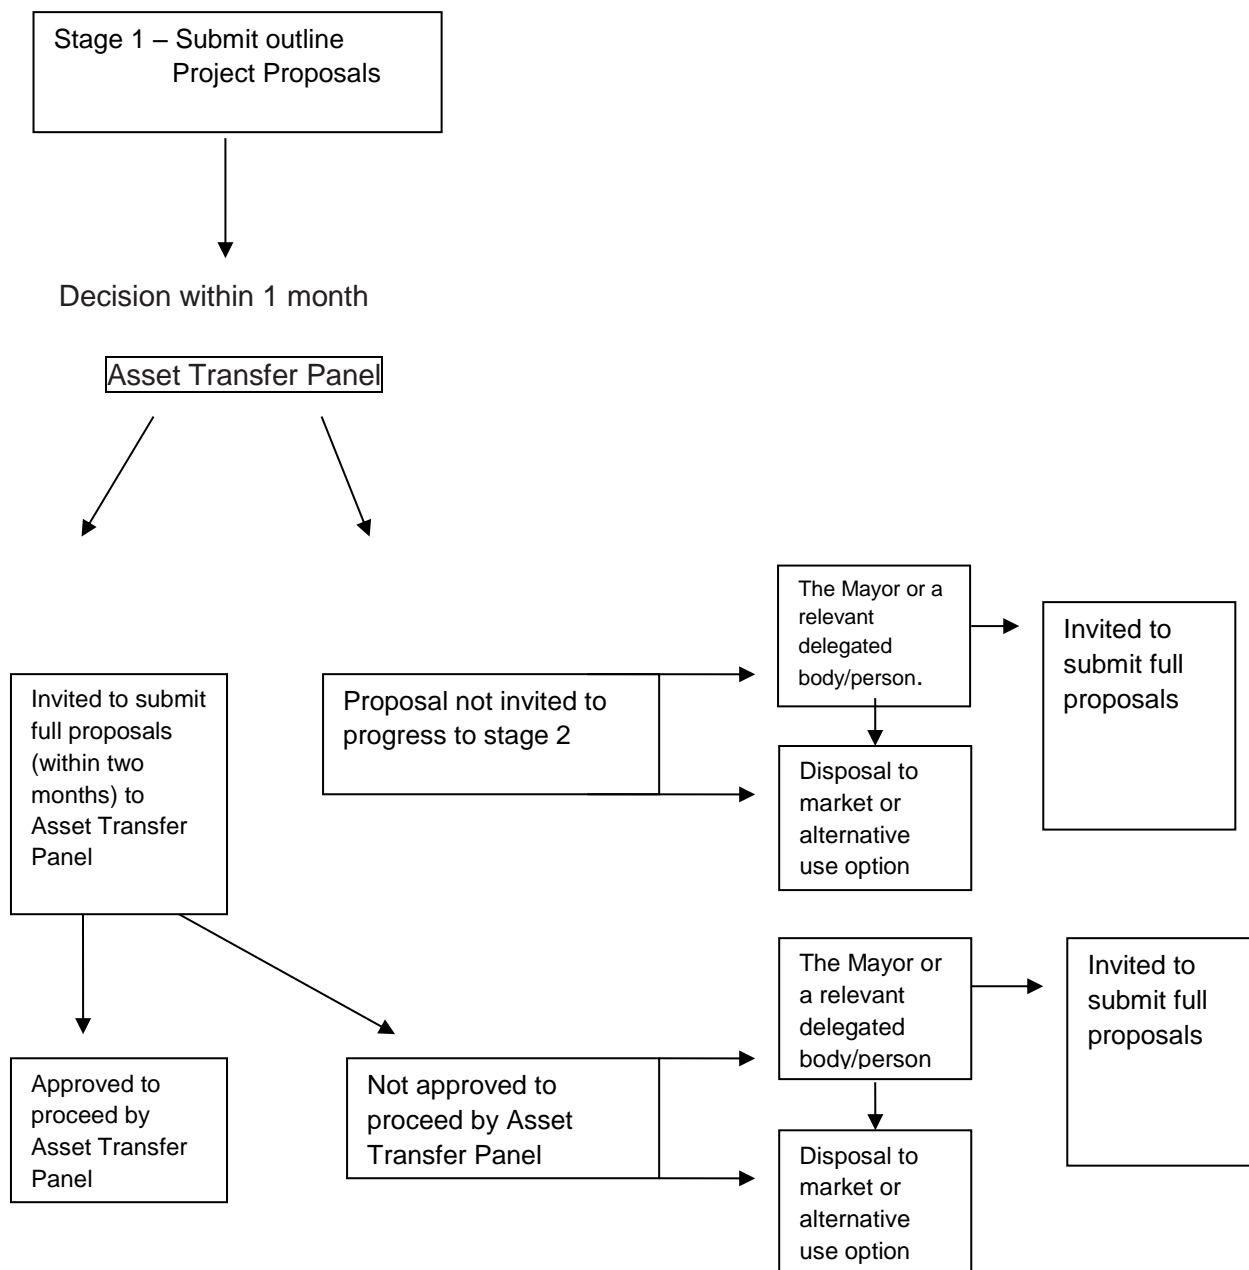 Stage 1 – Submit outline
Project Proposals
Decision within 1 month
Asset Transfer Panel
The Mayor or a
relevant
delegated
body/person.
Invited to
submit full
proposals
Invited to submit
full proposals
(within two
months) to
Asset Transfer
Panel
Proposal not invited to
progress to stage 2
Disposal to
market or
alternative
use option
The Mayor or
a relevant
delegated
body/person
Invited to
submit full
proposals
Approved to
proceed by
Asset Transfer
Panel
Not approved to
proceed by Asset
Transfer Panel
Disposal to
market or
alternative
use option